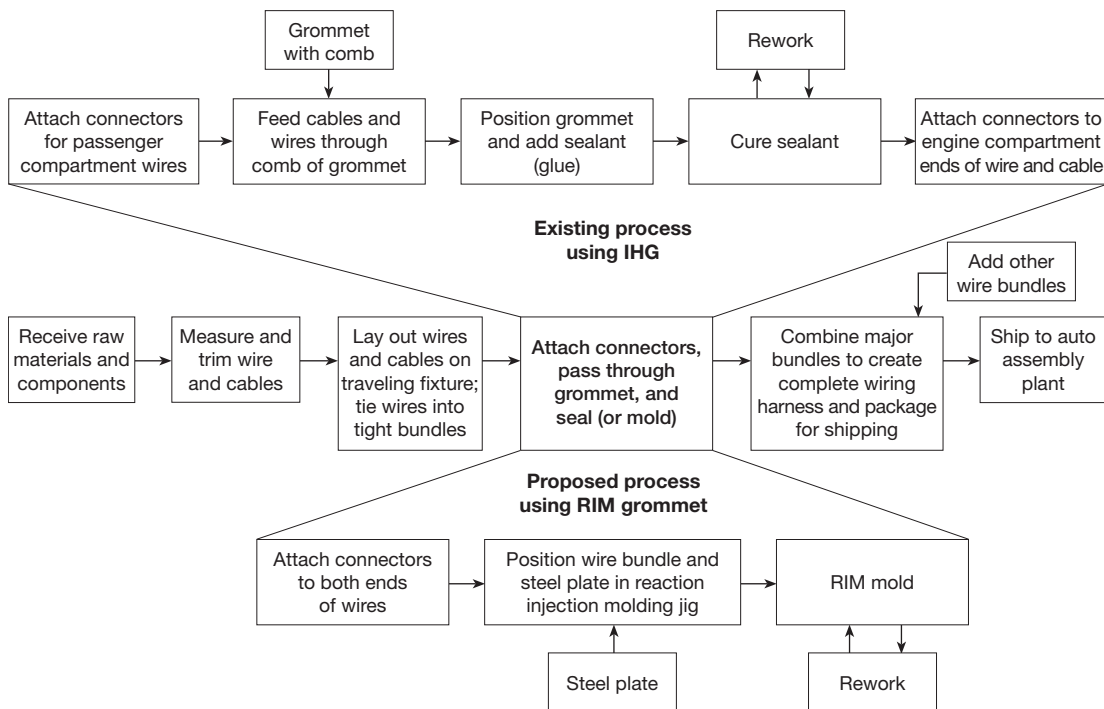 Grommet
with comb
Rework
Attach connectors
for passenger
compartment wires
Feed cables and
wires through
comb of grommet
Position grommet
and add sealant
(glue)
Cure sealant
Attach connectors to
engine compartment
ends of wire and cable
Existing process
using IHG
Add other
wire bundles
Receive raw
materials and
components
Measure and
trim wire
and cables
Lay out wires
and cables on
traveling fixture;
tie wires into
tight bundles
Attach connectors,
pass through
grommet, and
seal (or mold)
Combine major
bundles to create
complete wiring
harness and package
for shipping
Ship to auto
assembly
plant
Proposed process
using RIM grommet
Attach connectors
to both ends
of wires
Position wire bundle and
steel plate in reaction
injection molding jig
RIM mold
Steel plate
Rework